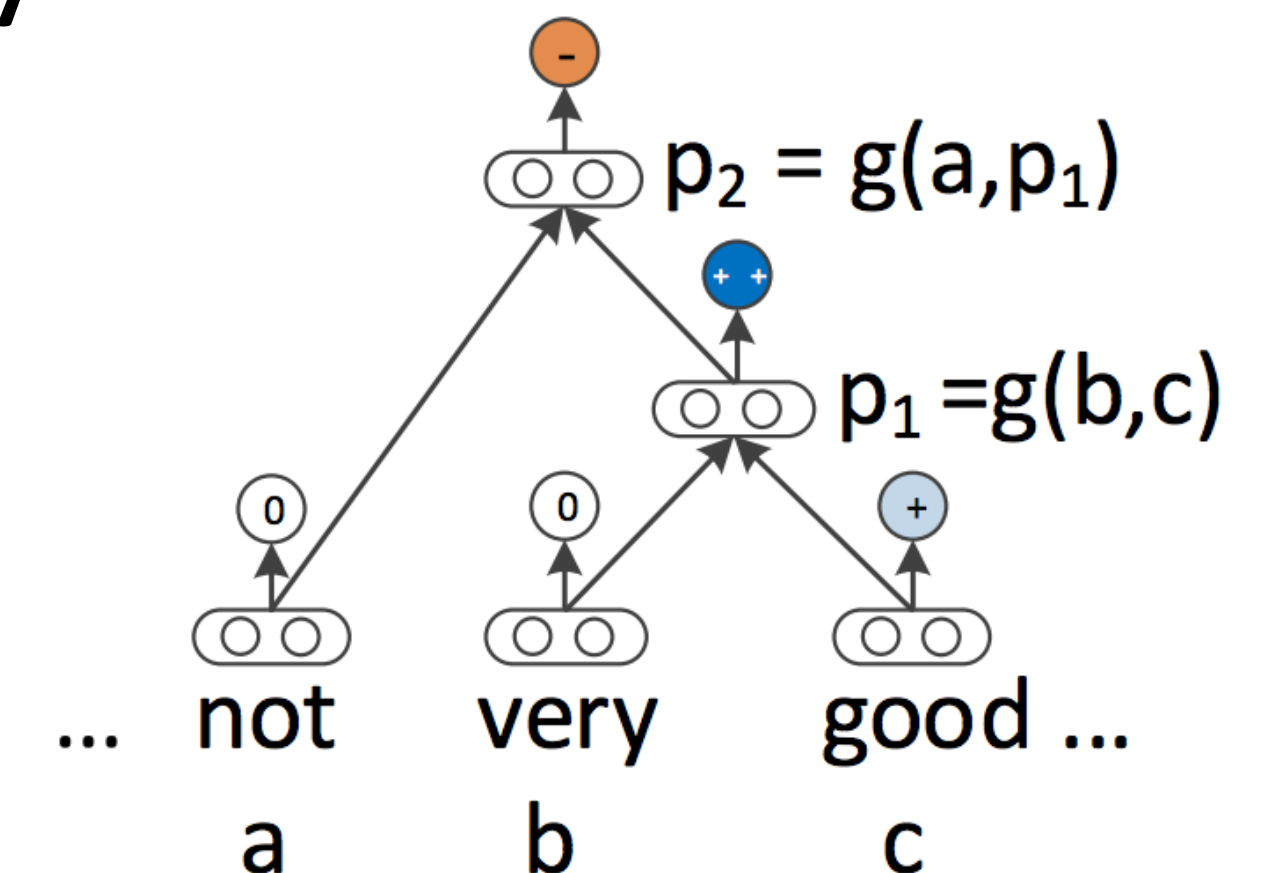 -
p₂ = g(a,p₁)
+ +
p₁ =g(b,c)
0 0 +
... not very good ...
a b c